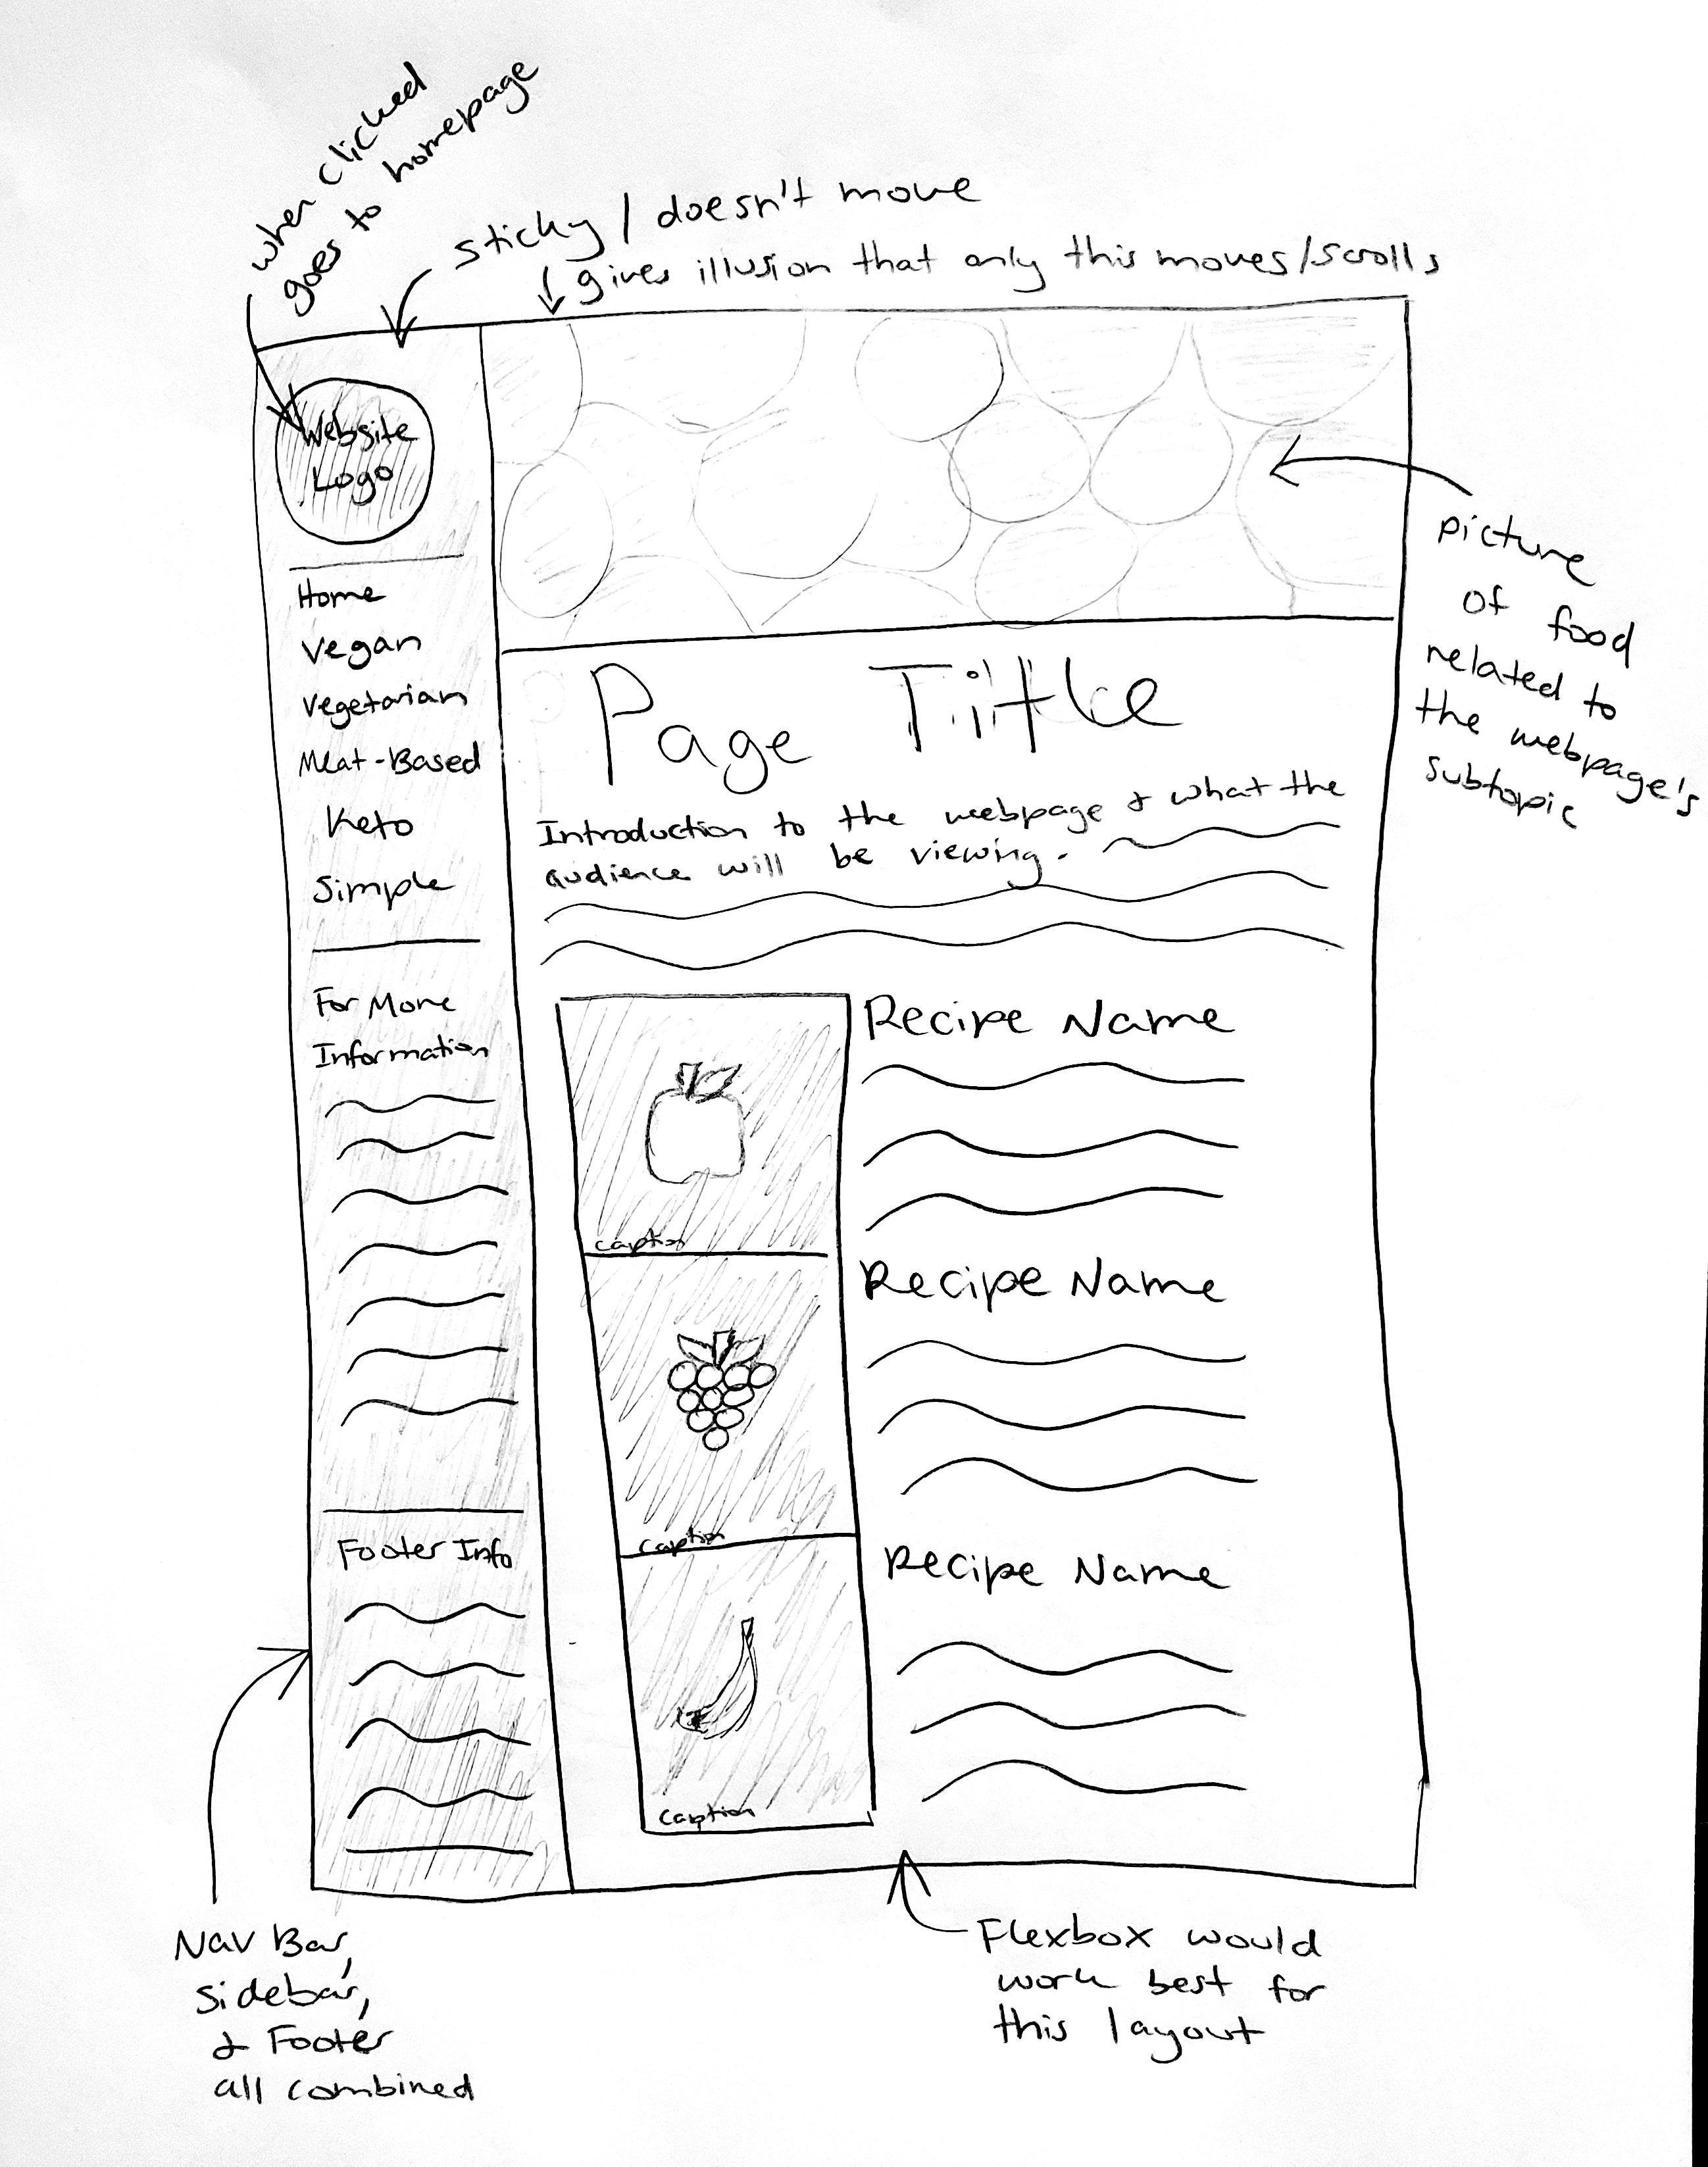 when clicked
goes to homepage
sticky / doesn't move
gives illusion that only this moves/scrolls
Website
Logo
Home
Vegan
Vegetarian
Meat-Based
Keto
Simple
For More
Information
Footer Info
picture
of food
related to
the webpage's
subtopic
Page Tiitle
Introduction to the webpage & what the
audience will be viewing.
Recipe Name
caption
Recipe Name
caption
Recipe Name
caption
Nav Bar,
sidebar,
& Footer
all combined
Flexbox would
work best for
this layout